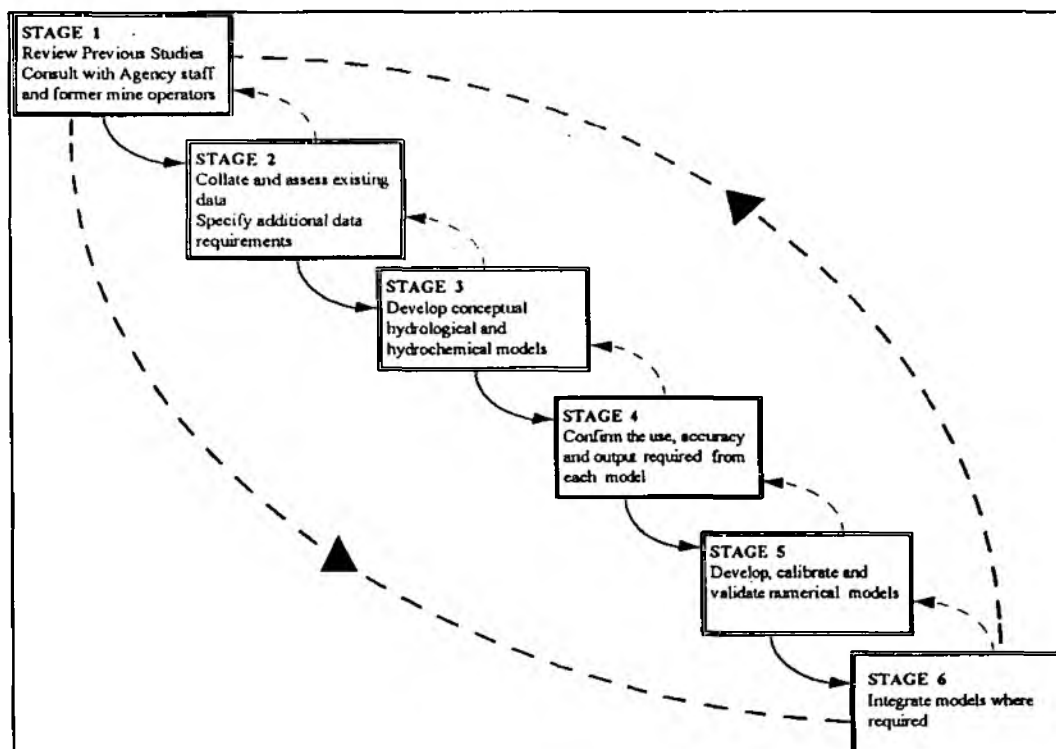 STAGE 1
Review Previous Studies
Consult with Agency staff
and former mine operators
STAGE 2
Collate and assess existing
data
Specify additional data
requirements
STAGE 3
Develop conceptual
hydrological and
hydrochemical models
STAGE 4
Confirm the use, accuracy
and output required from
each model
STAGE 5
Develop, calibrate and
validate numerical models
STAGE 6
Integrate models where
required